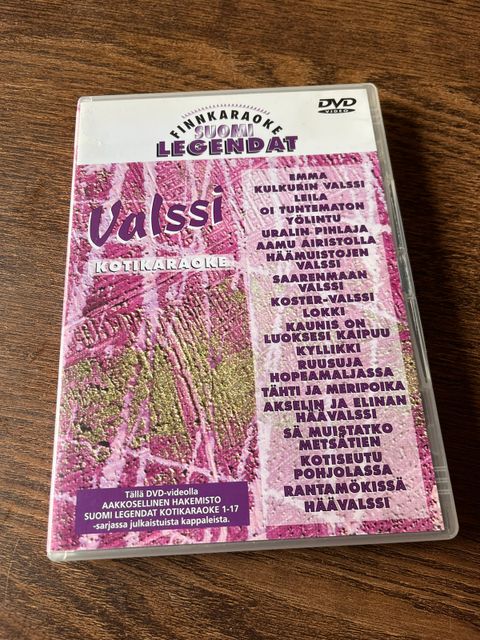 FINNKARAOKE
SUOMI
LEGENDAT
DVD
VIDEO
Valssi
KOTIKARAOKE
EMMA
KULKURIN VALSSI
LEILA
OI TUNTEMATON
YÖLINTU
URALIN PIHLAJA
AAMU AIRISTOLLA
HÄÄMUISTOJEN
VALSSI
SAARENMAAN
VALSSI
KOSTER-VALSSI
LOKKI
KAUNIS ON
LUOKSESI KAIPUU
KYLLIKKI
RUUSUJA
HOPEAMALJASSA
TÄHTI JA MERIPOIKA
AKSELIN JA ELINAN
HÄÄVALSSI
SÄ MUISTATKO
METSÄTIEN
KOTISEUTU
POHJOLASSA
RANTAMÖKISSÄ
HÄÄVALSSI
Tällä DVD-videolla
AAKKOSELLINEN HAKEMISTO
SUOMI LEGENDAT KOTIKARAOKE 1-17
-sarjassa julkaistuista kappaleista.